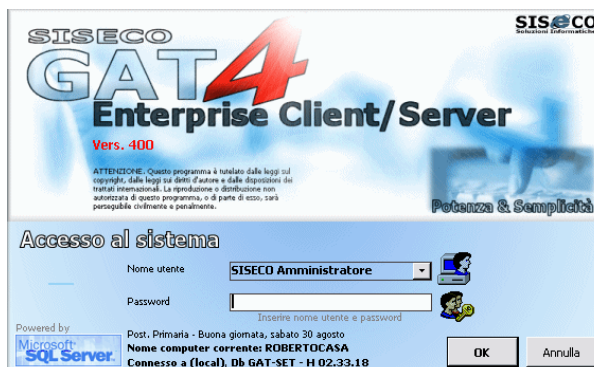 SISECO
Soluzioni Informatiche
SISECO
GAT4
Enterprise Client/Server
Vers. 400
ATTENZIONE. Questo programma è tutelato dalle leggi sul
copyright, dalle leggi sui diritti d'autore e dalle disposizioni dei
trattati internazionali. La riproduzione o distribuzione non
autorizzata di questo programma, o di parte di esso, sarà
perseguibile civilmente e penalmente.
Potenza & Semplicità
Accesso al sistema
Nome utente
SISECO Amministratore
Password
Inserire nome utente e password
Powered by
Microsoft
SQL Server.
Post. Primaria - Buona giornata, sabato 30 agosto
Nome computer corrente: ROBERTOCASA
Connesso a (local). Db GAT-SET - H 02.33.18
OK
Annulla